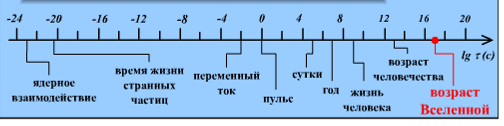 -24 -20 -16 -12 -8 -4 0 4 8 12 16 20
lg τ (с)
ядерное
взаимодействие
время жизни
странных
частиц
переменный
ток
пульс
сутки
год
жизнь
человека
возраст
человечества
возраст
Вселенной